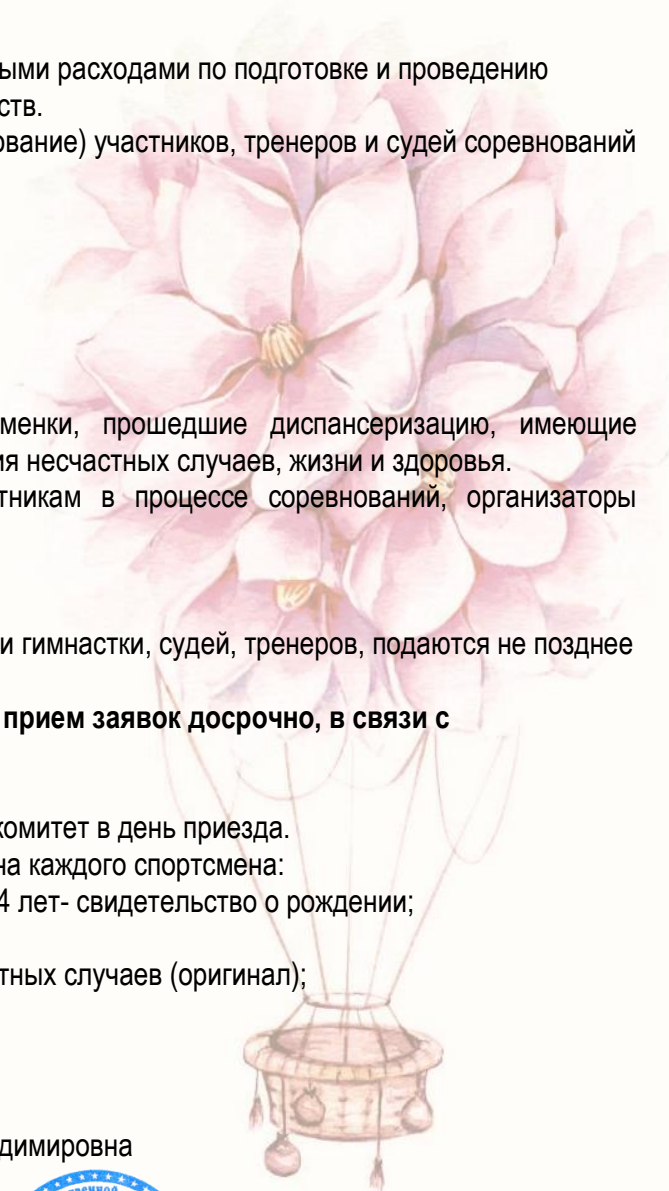 ыми расходами по подготовке и проведению
ств.
ование) участников, тренеров и судей соревнований
менки, прошедшие диспансеризацию, имеющие
ия несчастных случаев, жизни и здоровья.
тникам в процессе соревнований, организаторы
и гимнастки, судей, тренеров, подаются не позднее
прием заявок досрочно, в связи с
комитет в день приезда.
на каждого спортсмена:
4 лет- свидетельство о рождении;
тных случаев (оригинал);
димировна